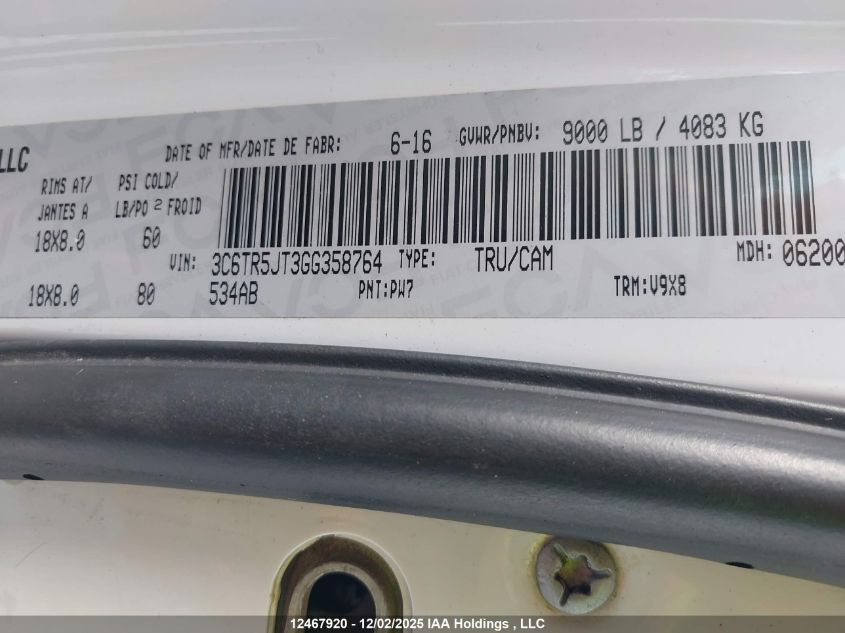 LLC
DATE OF MFR/DATE DE FABR: 6-16 GVWR/PNBV: 9000 LB / 4083 KG
RIMS AT/ PSI COLD/
JANTES A LB/PO 2 FROID
18X8.0 60
VIN: 3C6TR5JT3GG358764 TYPE: TRU/CAM MDH: 06200
18X8.0 80 534AB PNT:PW7 TRM:V9X8
12467920 - 12/02/2025 IAA Holdings , LLC